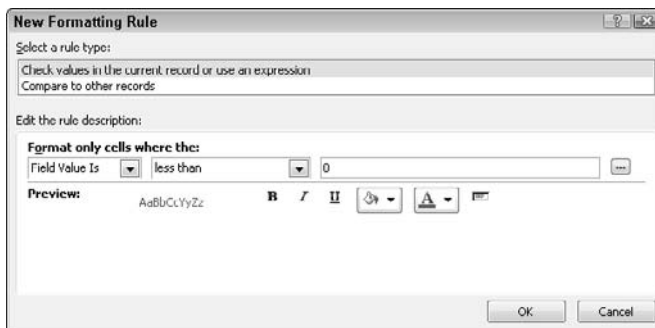 New Formatting Rule
Select a rule type:
Check values in the current record or use an expression
Compare to other records
Edit the rule description:
Format only cells where the:
Field Value Is less than 0 ...
Preview: AaBbCcYyZz B I U A
OK Cancel